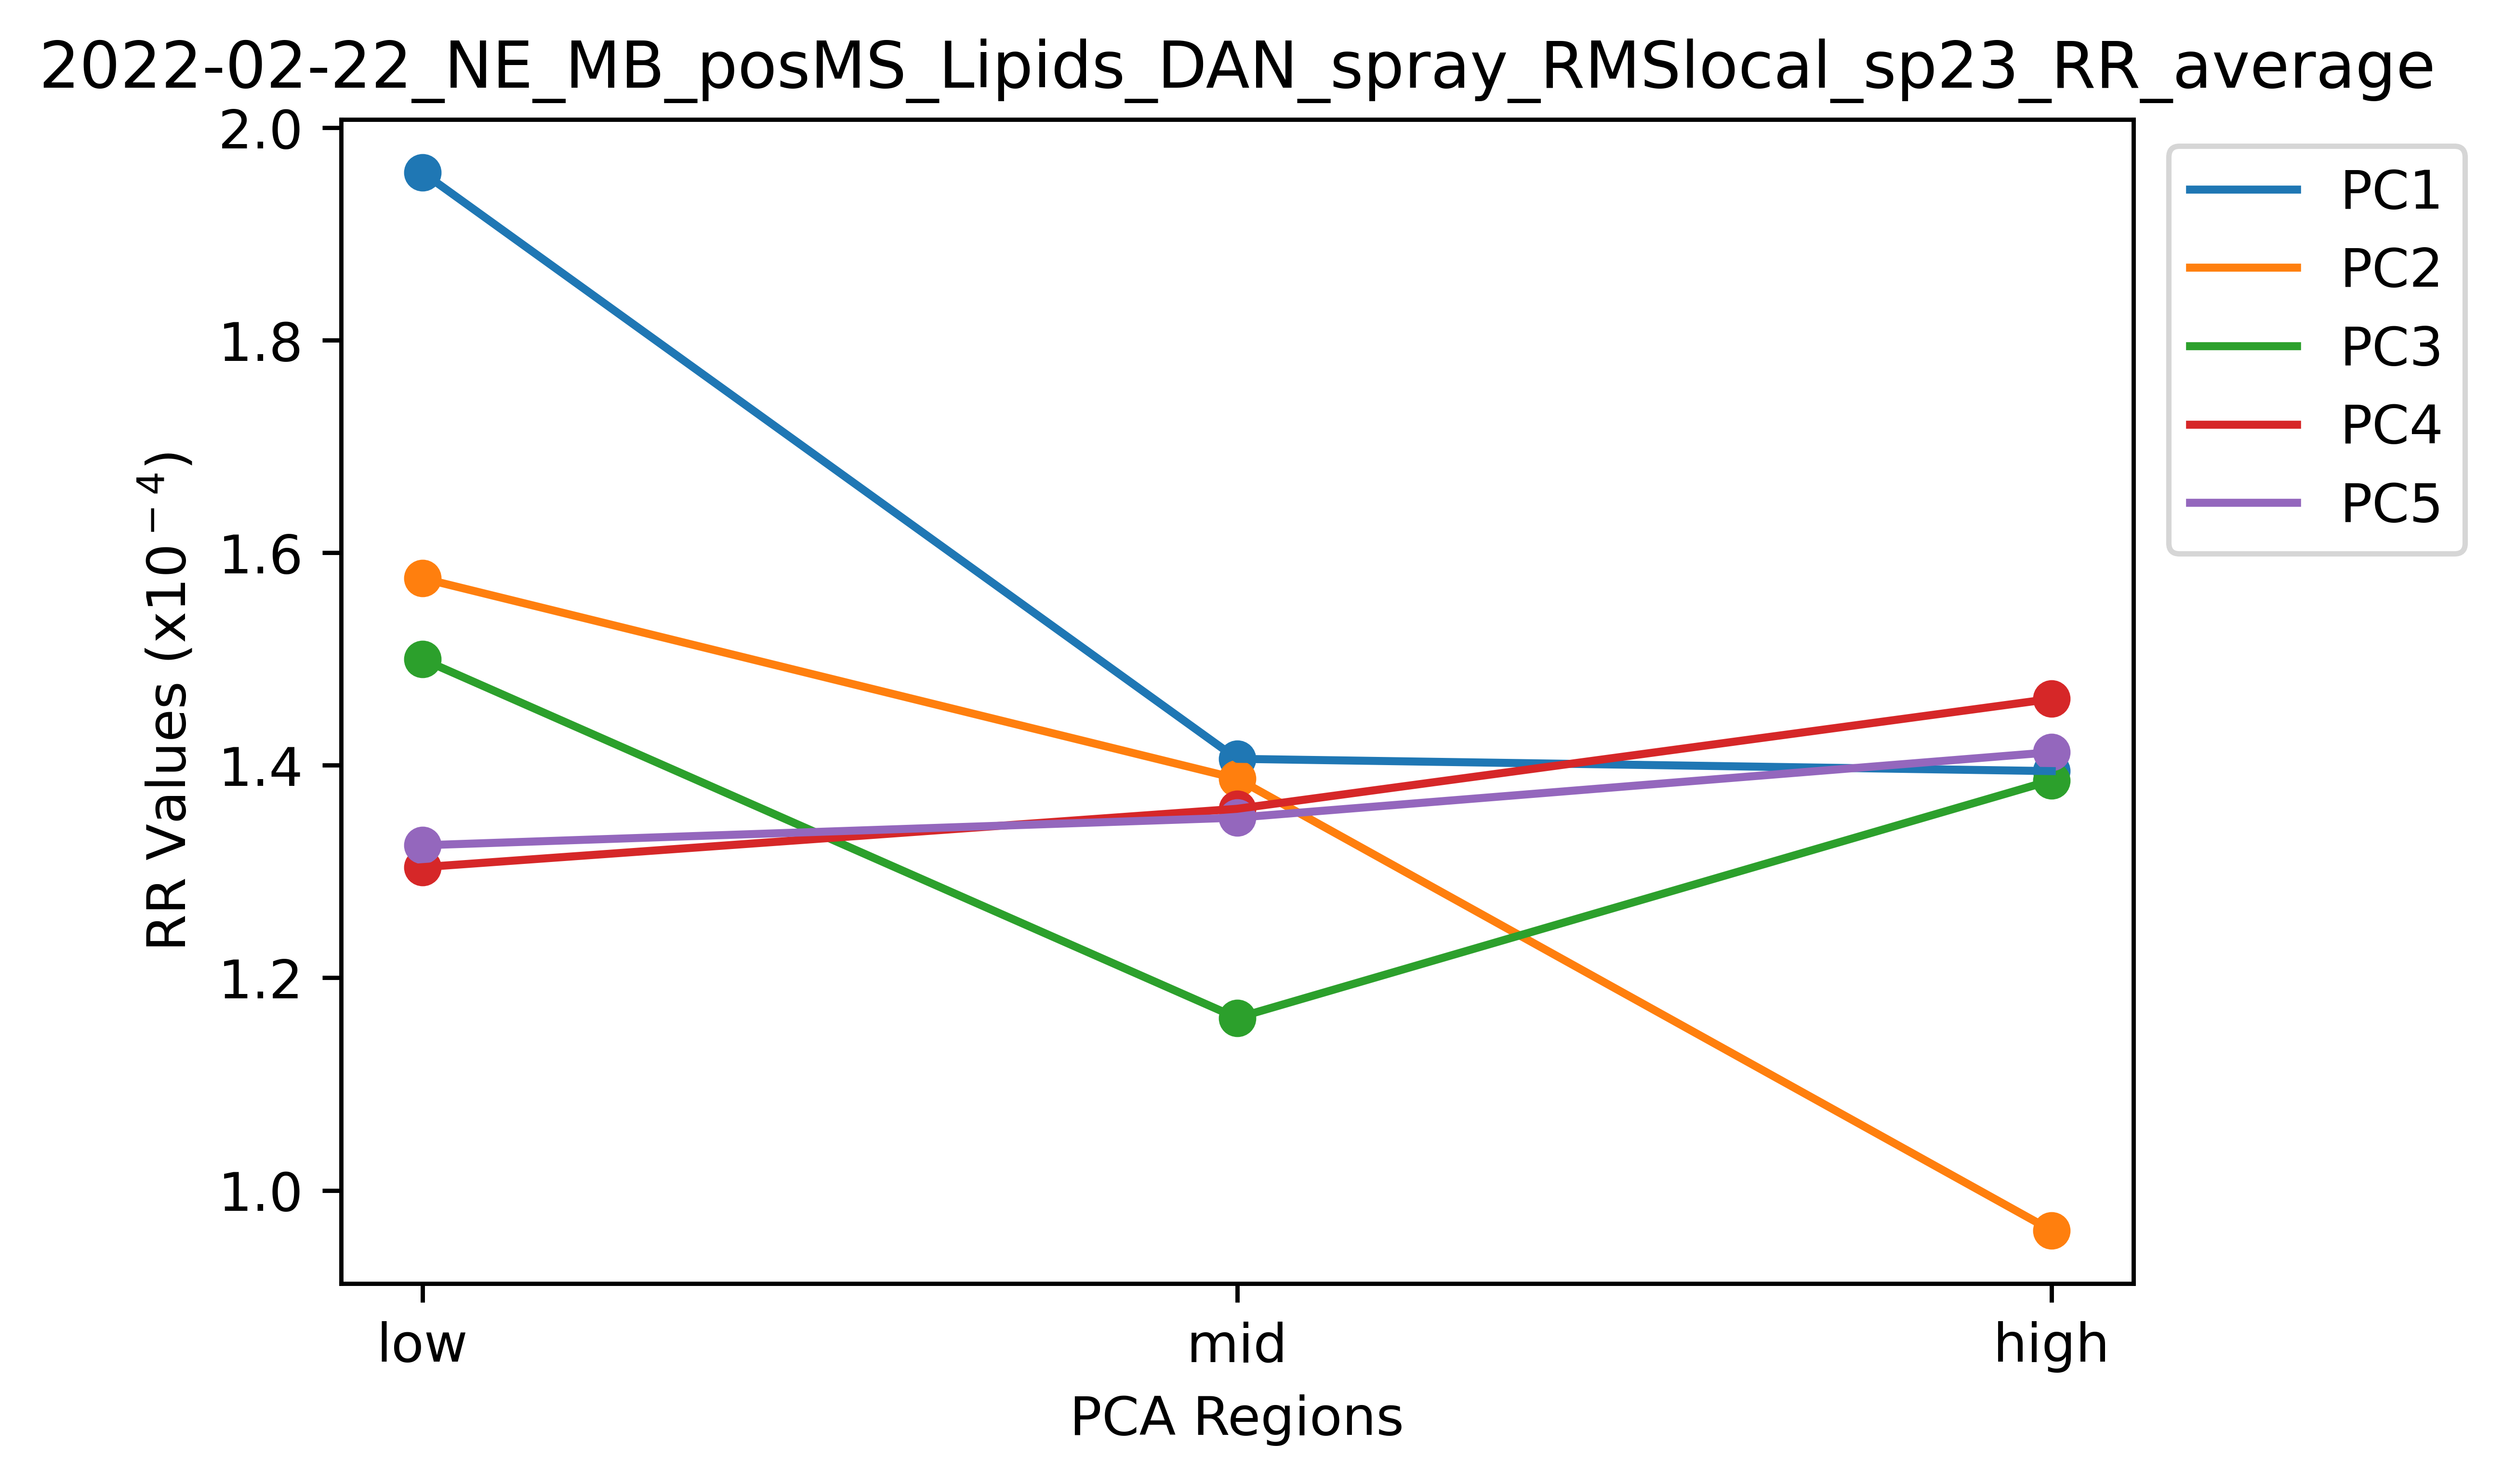 2022-02-22_NE_MB_posMS_Lipids_DAN_spray_RMSlocal_sp23_RR_average
2.0
1.8
1.6
1.4
1.2
1.0
RR Values (x10⁻⁴)
low
mid
high
PCA Regions
PC1
PC2
PC3
PC4
PC5